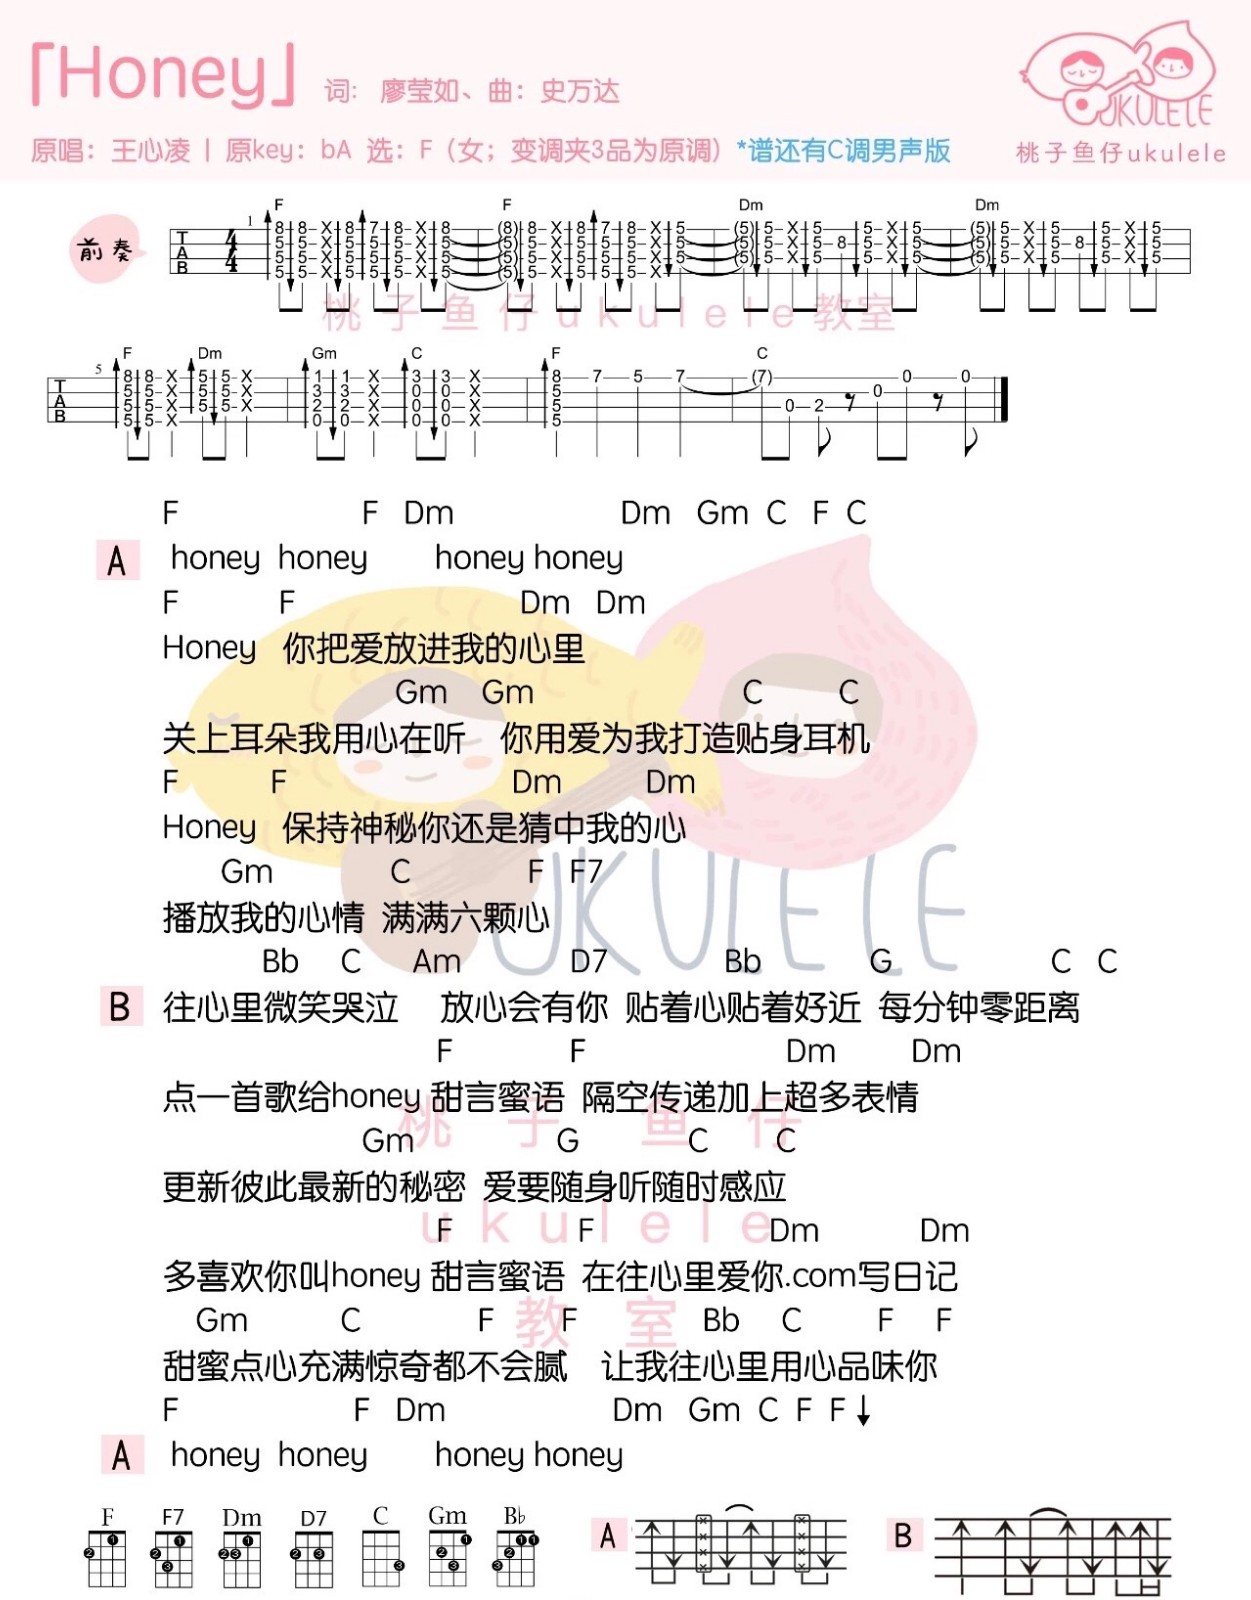 「Honey」 词: 廖莹如、曲: 史万达
原唱: 王心凌 | 原key: bA 选: F (女; 变调夹3品为原调) *谱还有C调男声版
UKULELE
桃子鱼仔ukulele
前奏
F F Dm Dm
桃子鱼仔ukulele教室
F Dm Gm C F C
F F Dm Dm Gm C F C
A honey honey honey honey
F F Dm Dm
Honey 你把爱放进我的心里
Gm Gm C C
关上耳朵我用心在听 你用爱为我打造贴身耳机
F F Dm Dm
Honey 保持神秘你还是猜中我的心
Gm C F F7
播放我的心情 满满六颗心
UKULELE
Bb C Am D7 Bb G C C
B 往心里微笑哭泣 放心会有你 贴着心贴着好近 每分钟零距离
F F Dm Dm
点一首歌给honey 甜言蜜语 隔空传递加上超多表情
桃子鱼仔
Gm G C C
更新彼此最新的秘密 爱要随身听随时感应
ukulele
F F Dm Dm
多喜欢你叫honey 甜言蜜语 在往心里爱你.com写日记
教室
Gm C F F Bb C F F
甜蜜点心充满惊奇都不会腻 让我往心里用心品味你
F F Dm Dm Gm C F F↓
A honey honey honey honey
F F7 Dm D7 C Gm B♭ A B